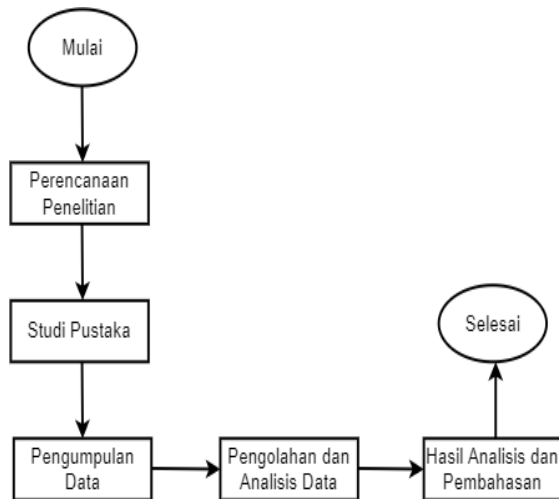 Mulai
Perencanaan
Penelitian
Studi Pustaka
Pengumpulan
Data
Pengolahan dan
Analisis Data
Hasil Analisis dan
Pembahasan
Selesai